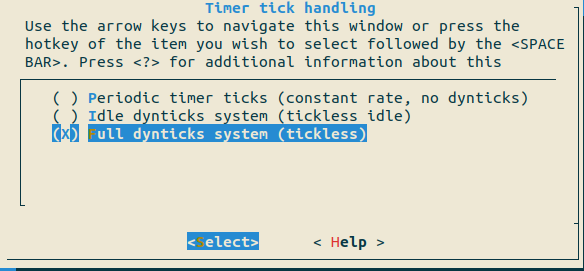 Timer tick handling
Use the arrow keys to navigate this window or press the
hotkey of the item you wish to select followed by the <SPACE
BAR>. Press <?> for additional information about this
( ) Periodic timer ticks (constant rate, no dynticks)
( ) Idle dynticks system (tickless idle)
(X) Full dynticks system (tickless)
<Select> < Help >